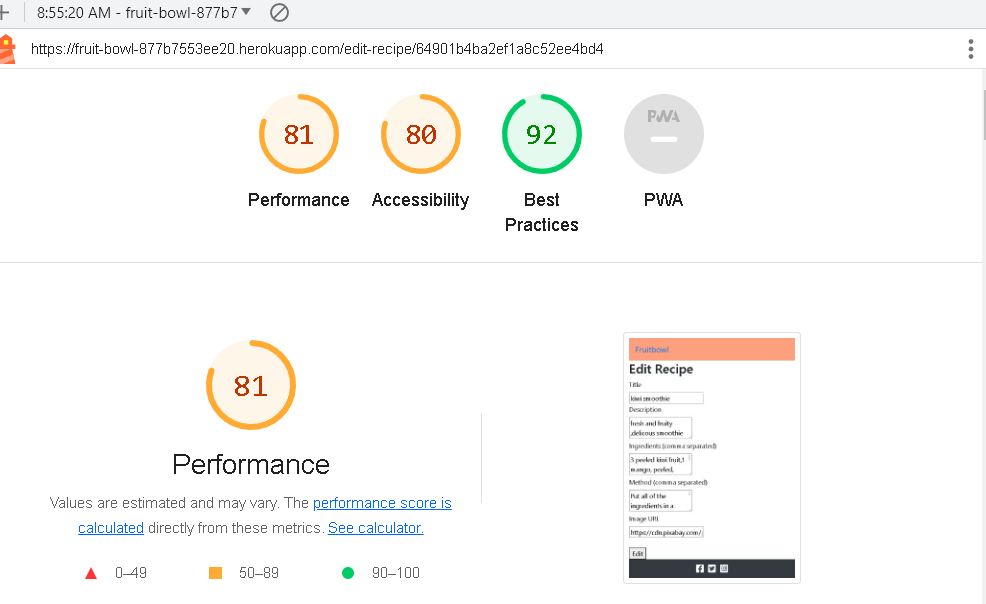 8:55:20 AM - fruit-bowl-877b7
https://fruit-bowl-877b7553ee20.herokuapp.com/edit-recipe/64901b4ba2ef1a8c52ee4bd4
81
80
92
PWA
Performance
Accessibility
Best
Practices
PWA
81
Performance
Values are estimated and may vary. The performance score is
calculated directly from these metrics. See calculator.
0–49
50–89
90–100
Fruitbowl
Edit Recipe
Title
kiwi smoothie
Description
fresh and fruity
,delicous smoothie
Ingredients (comma separated)
3 peeled kiwi fruit,1
mango, peeled,
Method (comma separated)
Put all of the
ingredients in a
Image URL
https://cdn.pixabay.com/
Edit